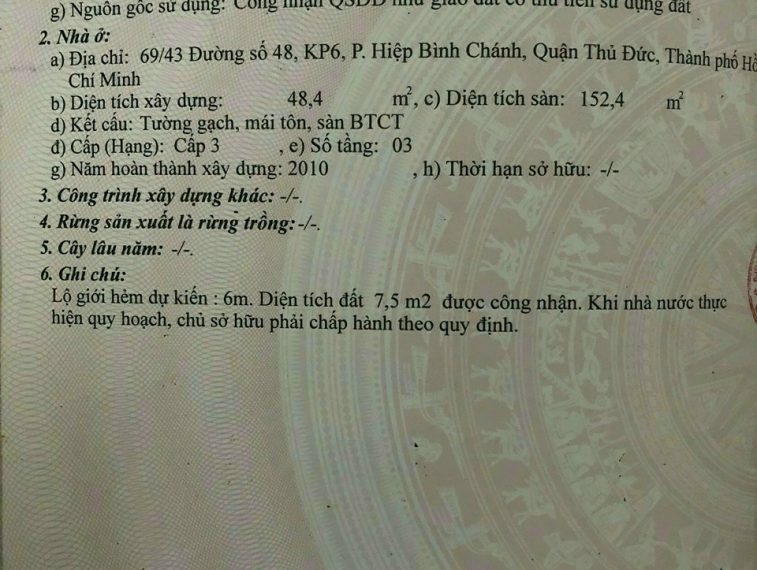 g) Nguồn gốc sử dụng: Công nhận QSDĐ như giao đất có thu tiền sử dụng đất
2. Nhà ở:
a) Địa chỉ: 69/43 Đường số 48, KP6, P. Hiệp Bình Chánh, Quận Thủ Đức, Thành phố Hồ
Chí Minh
b) Diện tích xây dựng: 48,4 m², c) Diện tích sàn: 152,4 m²
d) Kết cấu: Tường gạch, mái tôn, sàn BTCT
đ) Cấp (Hạng): Cấp 3 , e) Số tầng: 03
g) Năm hoàn thành xây dựng: 2010 , h) Thời hạn sở hữu: -/-
3. Công trình xây dựng khác: -/-.
4. Rừng sản xuất là rừng trồng: -/-.
5. Cây lâu năm: -/-.
6. Ghi chú:
Lộ giới hẻm dự kiến : 6m. Diện tích đất 7,5 m2 được công nhận. Khi nhà nước thực
hiện quy hoạch, chủ sở hữu phải chấp hành theo quy định.